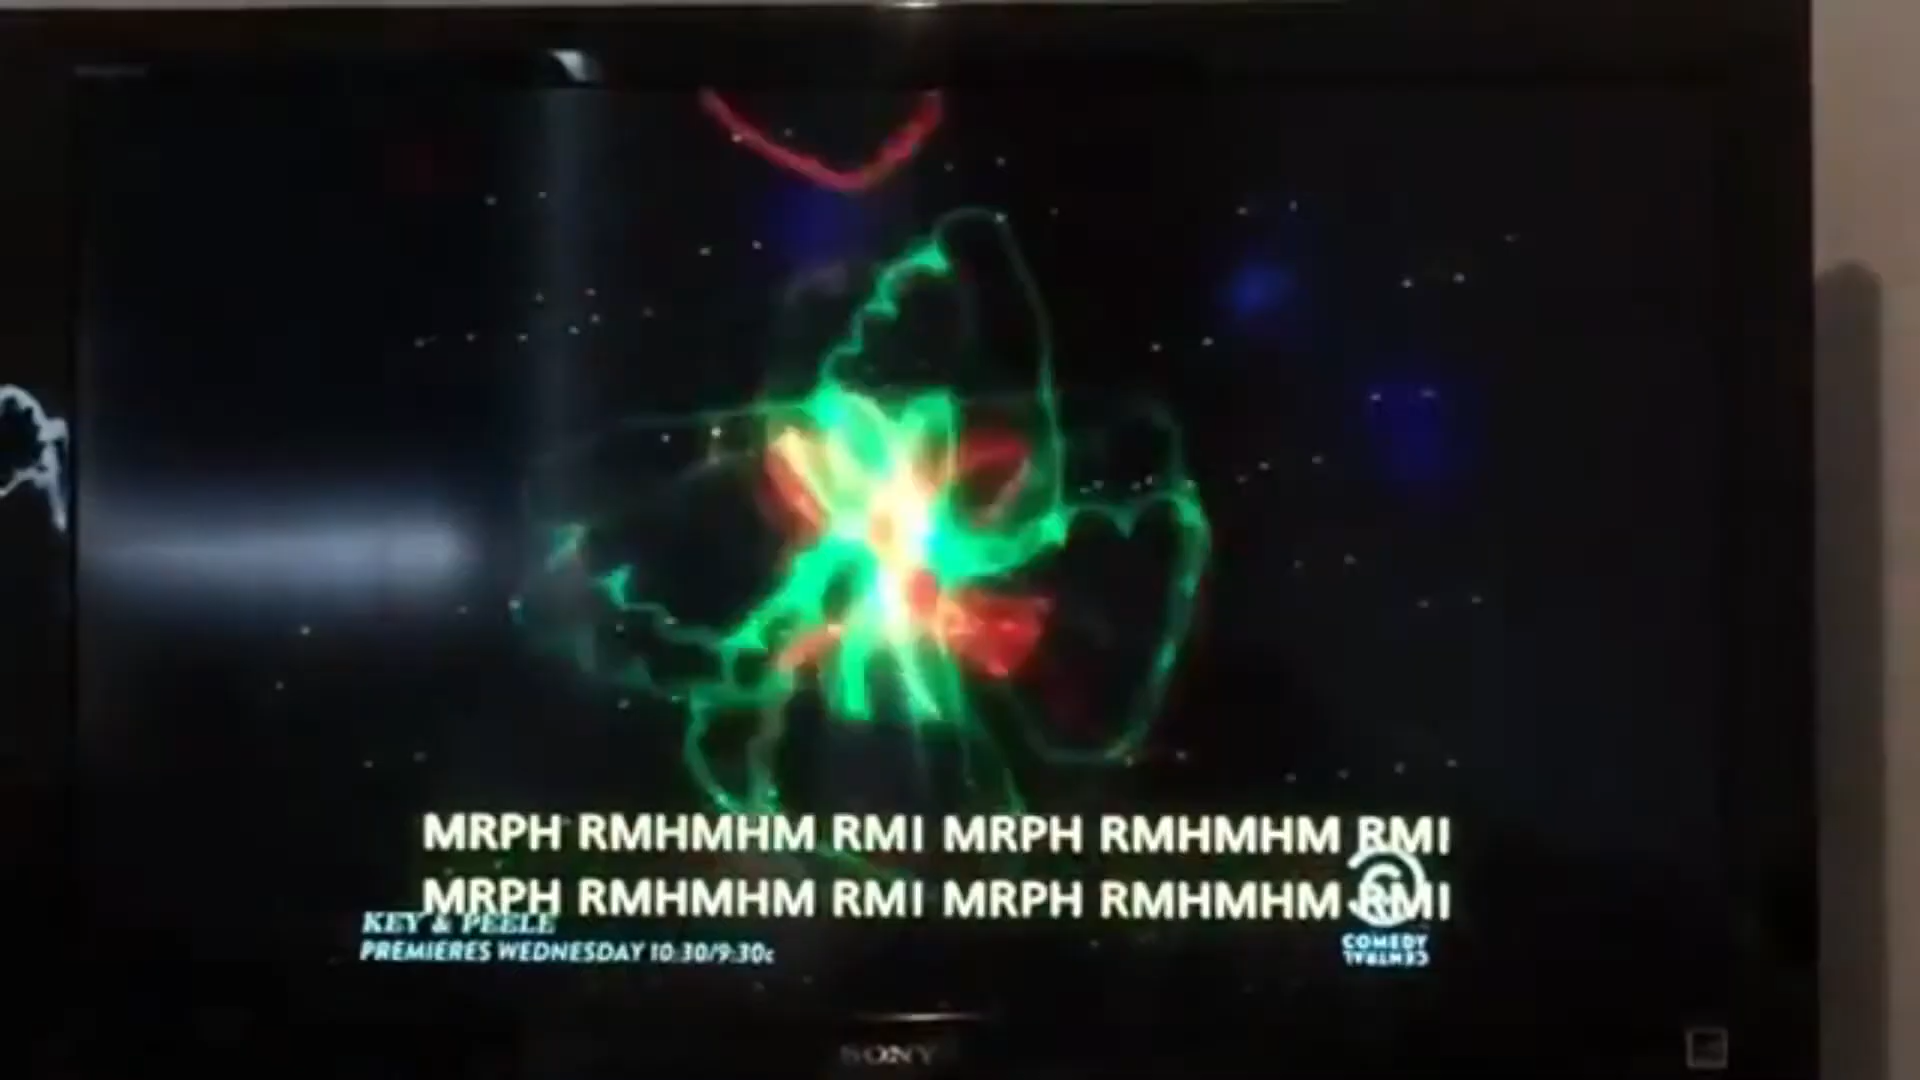 MRPH RMHMHM RMI MRPH RMHMHM RMI
MRPH RMHMHM RMI MRPH RMHMHM RMI
KEY & PEELE
PREMIERES WEDNESDAY 10:30/9:30c
COMEDY
CENTRAL
SONY